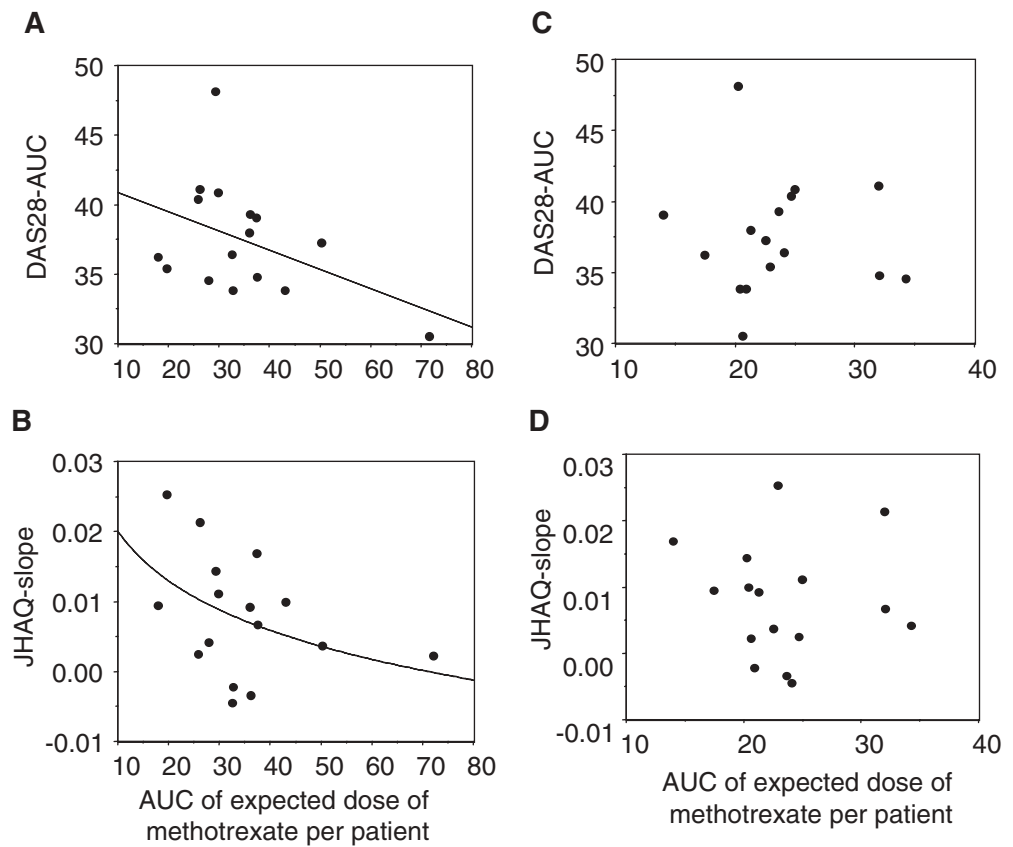 A
50
45
40
35
30
DAS28-AUC
10 20 30 40 50 60 70 80
B
0.03
0.02
0.01
0.00
-0.01
JHAQ-slope
10 20 30 40 50 60 70 80
AUC of expected dose of
methotrexate per patient
C
50
45
40
35
30
DAS28-AUC
10 20 30 40
D
0.03
0.02
0.01
0.00
-0.01
JHAQ-slope
10 20 30 40
AUC of expected dose of
methotrexate per patient